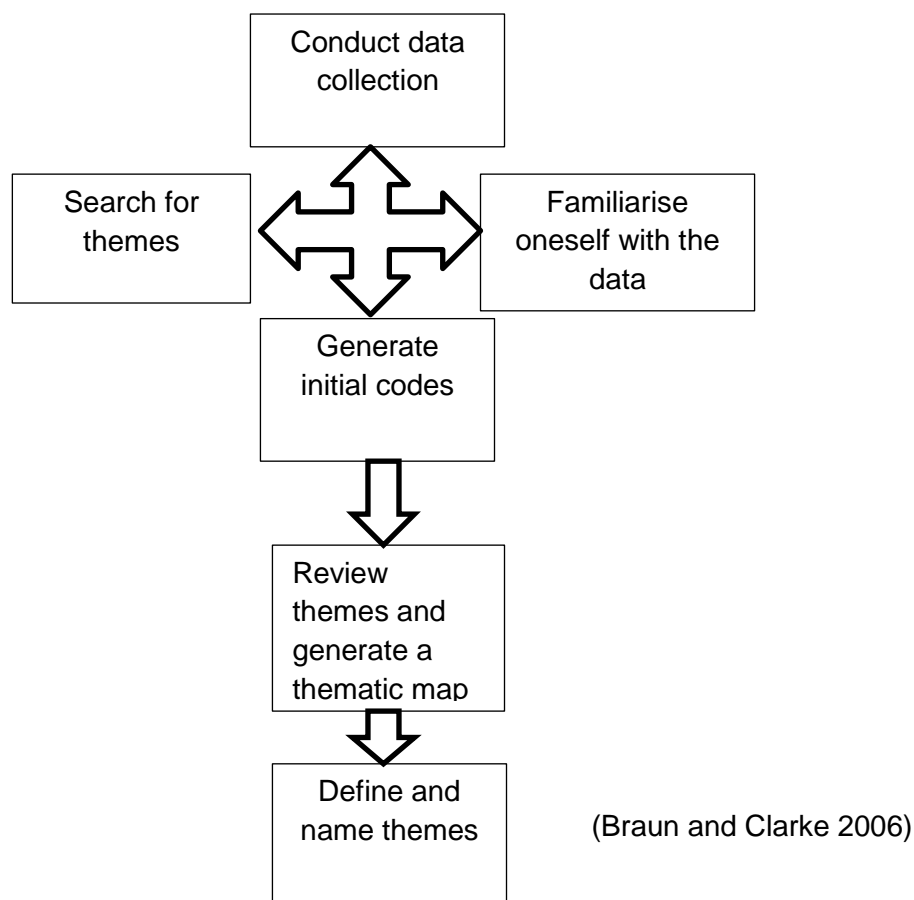 Conduct data
collection
Search for
themes
Familiarise
oneself with the
data
Generate
initial codes
Review
themes and
generate a
thematic map
Define and
name themes
(Braun and Clarke 2006)